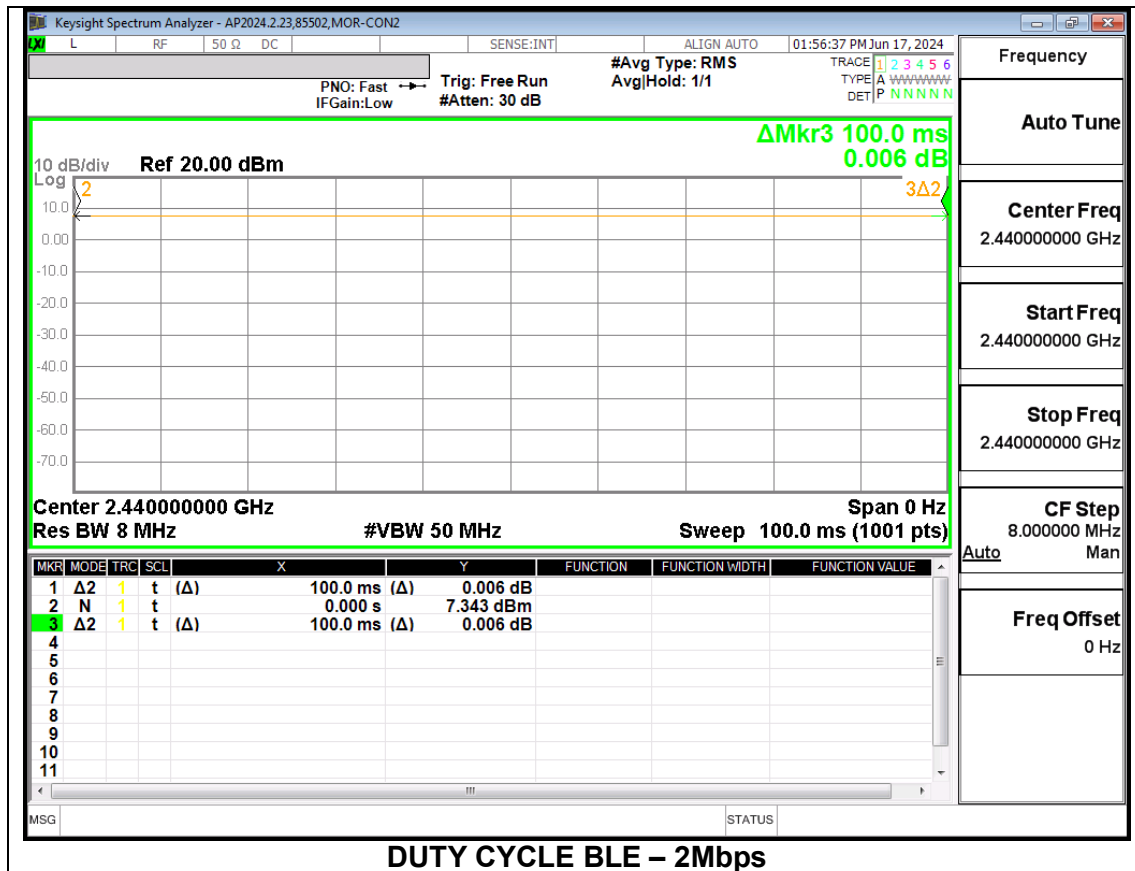 Keysight Spectrum Analyzer - AP2024.2.23,85502,MOR-CON2
LXI L RF 50 Ω DC SENSE:INT ALIGN AUTO 01:56:37 PM Jun 17, 2024
PNO: Fast
IFGain:Low
Trig: Free Run
#Atten: 30 dB
#Avg Type: RMS
Avg|Hold: 1/1
TRACE 1 2 3 4 5 6
TYPE A WWWWW
DET P N N N N N
ΔMkr3 100.0 ms
0.006 dB
10 dB/div Ref 20.00 dBm
Log
2
3Δ2
10.0
0.00
-10.0
-20.0
-30.0
-40.0
-50.0
-60.0
-70.0
Center 2.440000000 GHz Span 0 Hz
Res BW 8 MHz #VBW 50 MHz Sweep 100.0 ms (1001 pts)
MKR MODE TRC SCL X Y FUNCTION FUNCTION WIDTH FUNCTION VALUE
1 Δ2 1 t (Δ) 100.0 ms (Δ) 0.006 dB
2 N 1 t 0.000 s 7.343 dBm
3 Δ2 1 t (Δ) 100.0 ms (Δ) 0.006 dB
4
5
6
7
8
9
10
11
MSG STATUS
Frequency
Auto Tune
Center Freq
2.440000000 GHz
Start Freq
2.440000000 GHz
Stop Freq
2.440000000 GHz
CF Step
8.000000 MHz
Auto Man
Freq Offset
0 Hz
DUTY CYCLE BLE – 2Mbps